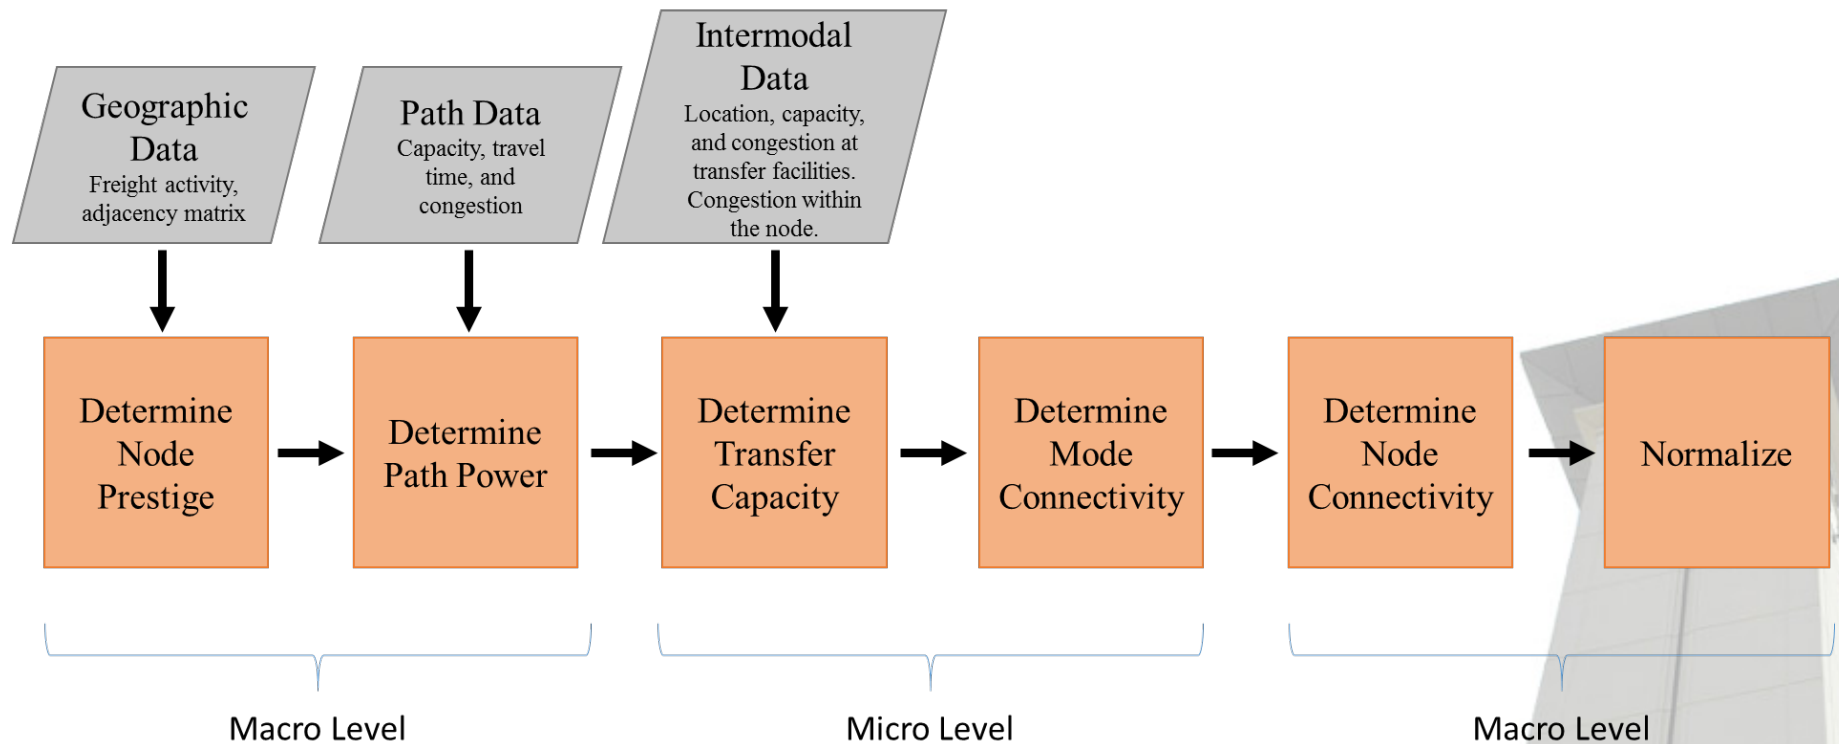 Geographic
Data
Freight activity,
adjacency matrix
Path Data
Capacity, travel
time, and
congestion
Intermodal
Data
Location, capacity,
and congestion at
transfer facilities.
Congestion within
the node.
Determine
Node
Prestige
Determine
Path Power
Determine
Transfer
Capacity
Determine
Mode
Connectivity
Determine
Node
Connectivity
Normalize
Macro Level
Micro Level
Macro Level